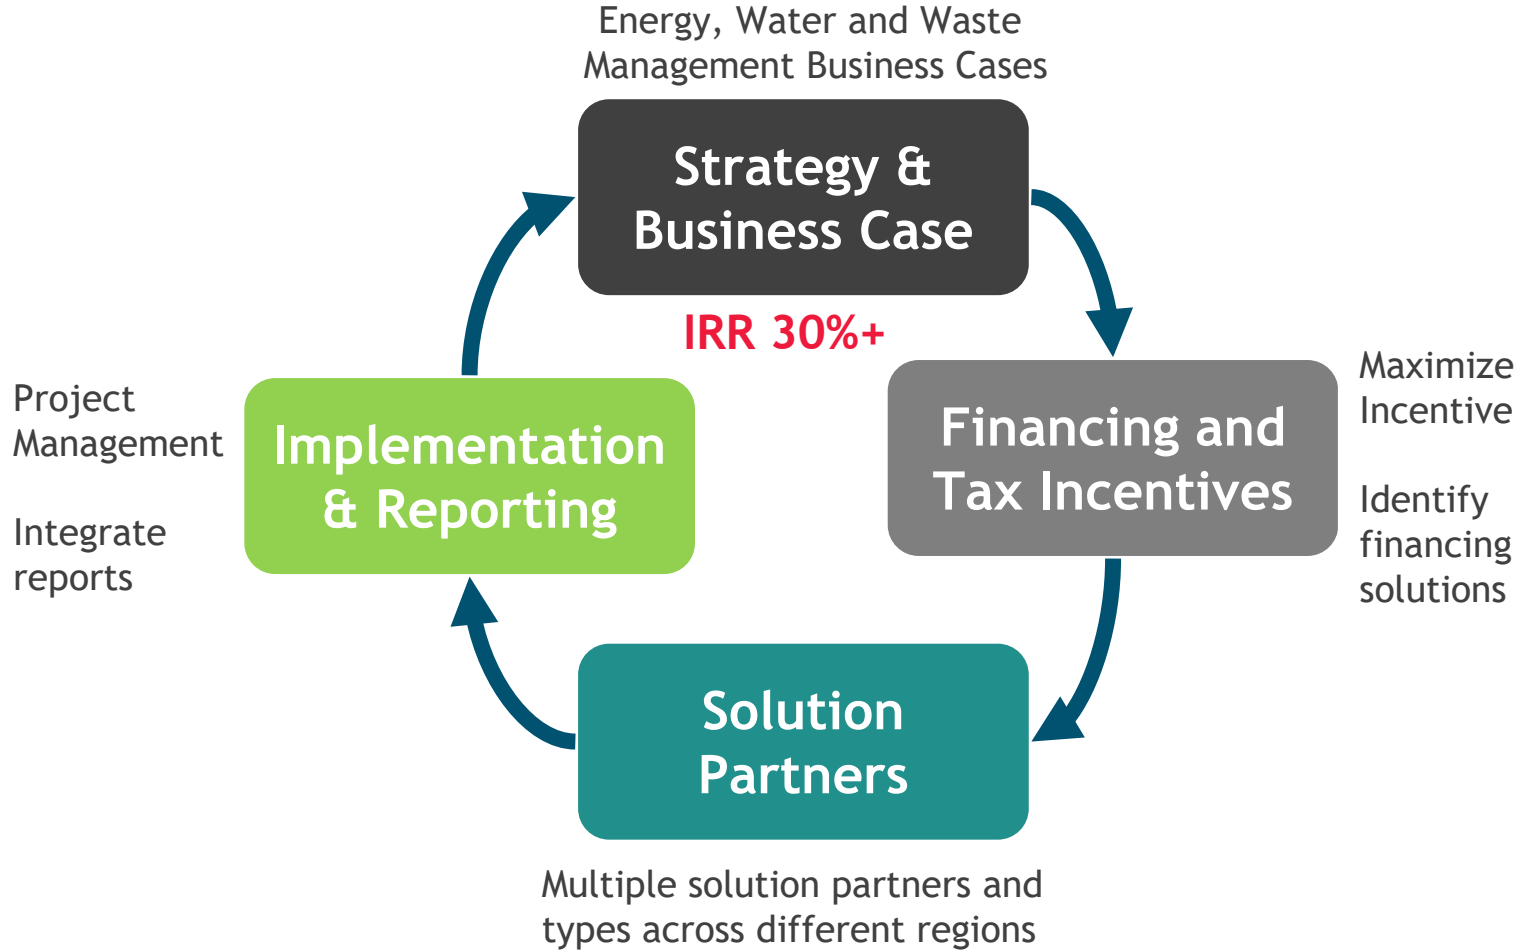 Energy, Water and Waste
Management Business Cases
Strategy &
Business Case
IRR 30%+
Financing and
Tax Incentives
Maximize
Incentive
Identify
financing
solutions
Solution
Partners
Multiple solution partners and
types across different regions
Implementation
& Reporting
Project
Management
Integrate
reports